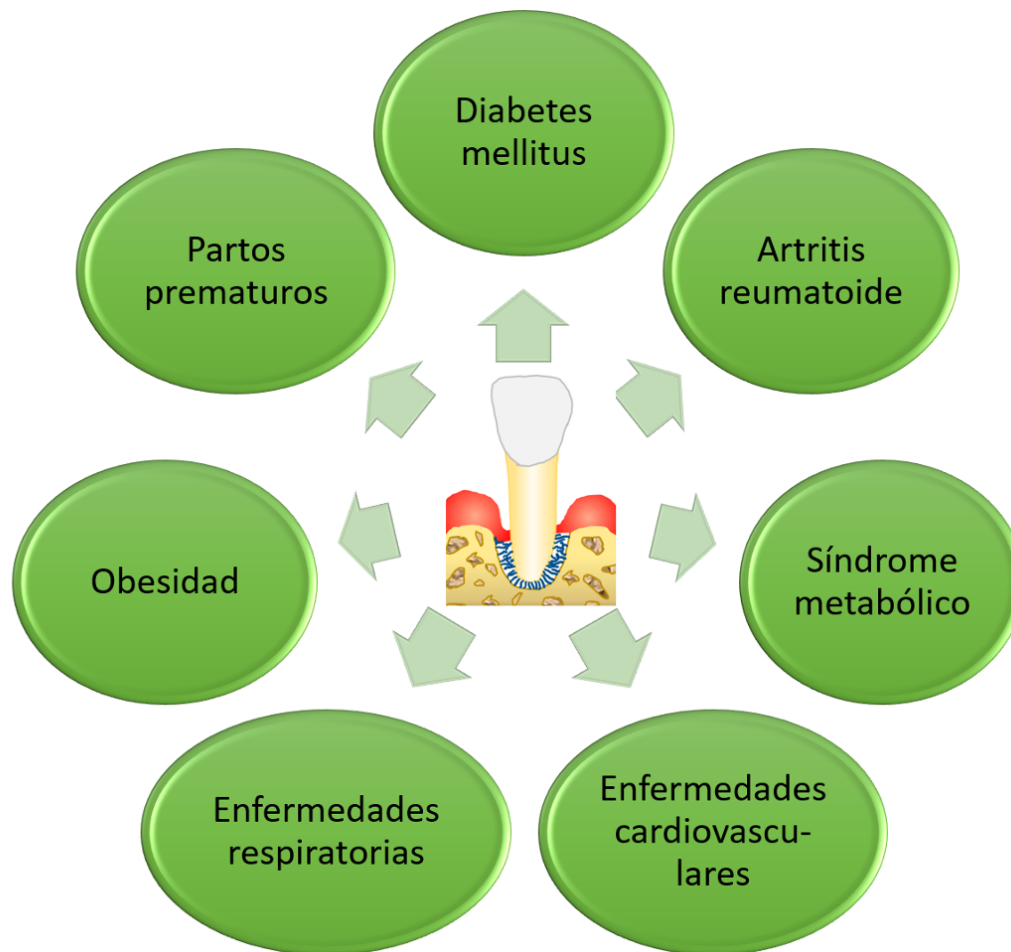 Diabetes
mellitus
Artritis
reumatoide
Síndrome
metabólico
Enfermedades
cardiovascu-
lares
Enfermedades
respiratorias
Obesidad
Partos
prematuros